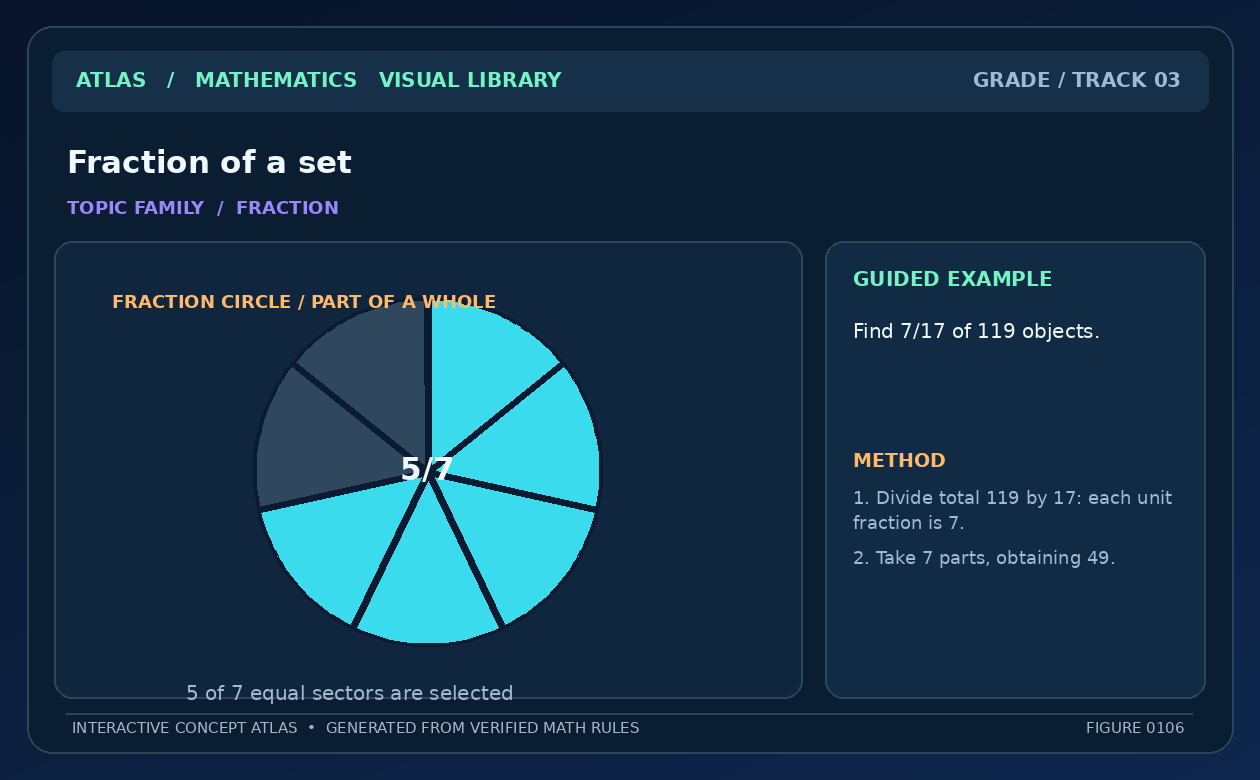 ATLAS / MATHEMATICS VISUAL LIBRARY
GRADE / TRACK 03
Fraction of a set
TOPIC FAMILY / FRACTION
FRACTION CIRCLE / PART OF A WHOLE
5/7
5 of 7 equal sectors are selected
GUIDED EXAMPLE
Find 7/17 of 119 objects.
METHOD
1. Divide total 119 by 17: each unit
fraction is 7.
2. Take 7 parts, obtaining 49.
INTERACTIVE CONCEPT ATLAS • GENERATED FROM VERIFIED MATH RULES
FIGURE 0106